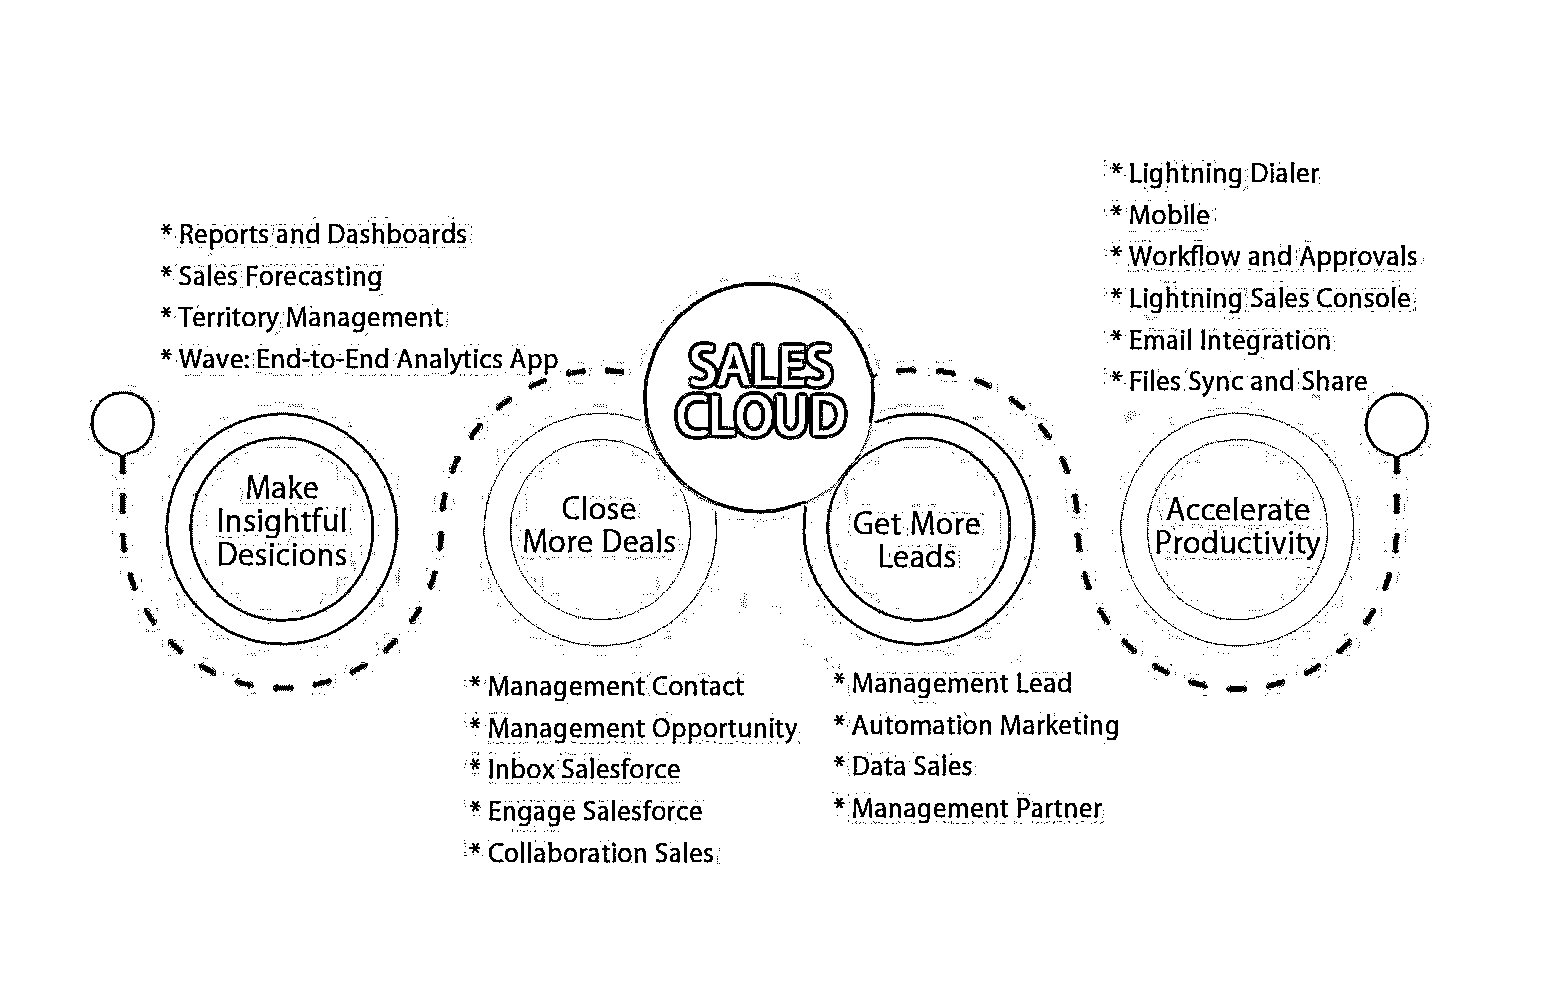 * Reports and Dashboards
* Sales Forecasting
* Territory Management
* Wave: End-to-End Analytics App
Make
Insightful
Desicions
SALES
CLOUD
Close
More Deals
* Management Contact
* Management Opportunity
* Inbox Salesforce
* Engage Salesforce
* Collaboration Sales
Get More
Leads
* Management Lead
* Automation Marketing
* Data Sales
* Management Partner
* Lightning Dialer
* Mobile
* Workflow and Approvals
* Lightning Sales Console
* Email Integration
* Files Sync and Share
Accelerate
Productivity